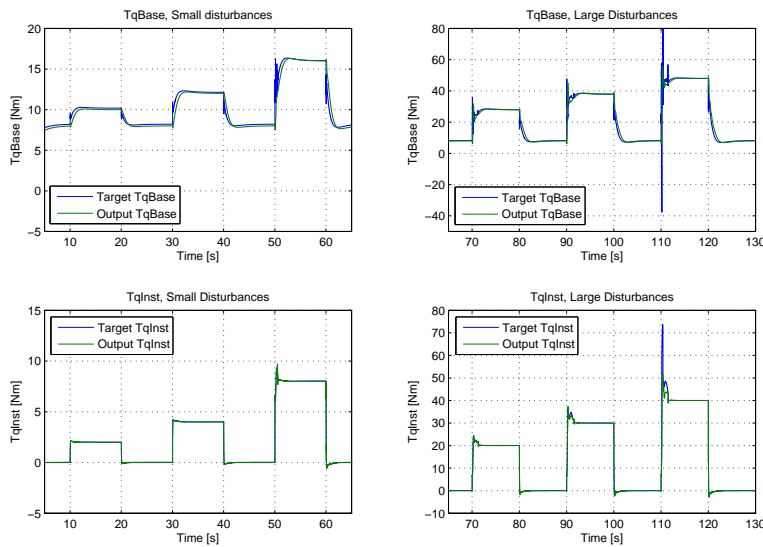 TqBase, Small disturbances
20
15
10
5
0
−5
TqBase [Nm]
Target TqBase
Output TqBase
10 20 30 40 50 60
Time [s]
TqBase, Large Disturbances
80
60
40
20
0
−20
−40
TqBase [Nm]
Target TqBase
Output TqBase
70 80 90 100 110 120 130
Time [s]
TqInst, Small Disturbances
15
10
5
0
−5
TqInst [Nm]
Target TqInst
Output TqInst
10 20 30 40 50 60
Time [s]
TqInst, Large Disturbances
80
70
60
50
40
30
20
10
0
−10
TqInst [Nm]
Target TqInst
Output TqInst
70 80 90 100 110 120 130
Time [s]